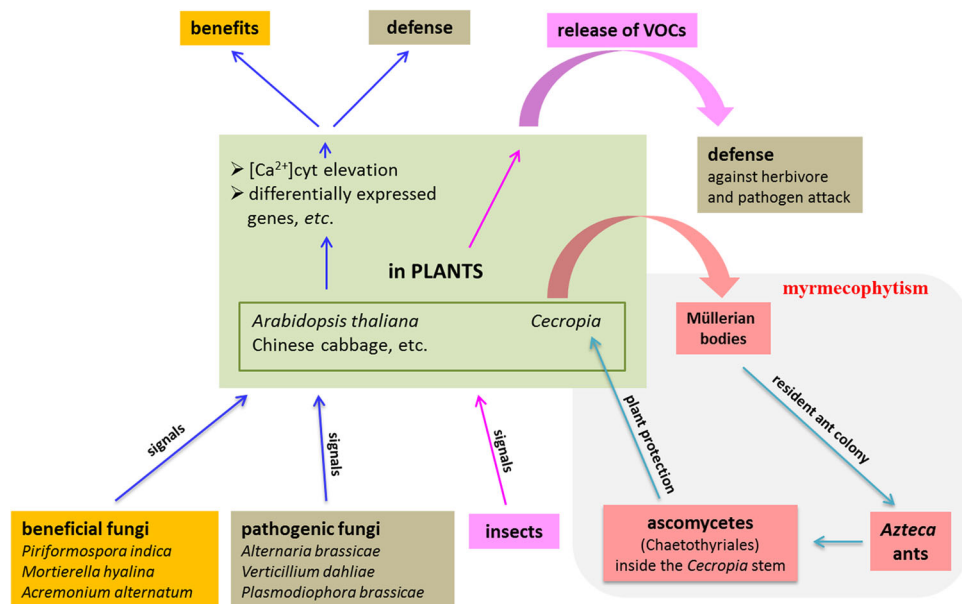 benefits
defense
release of VOCs
➢ [Ca²⁺]cyt elevation
➢ differentially expressed
genes, etc.
defense
against herbivore
and pathogen attack
in PLANTS
myrmecophytism
Arabidopsis thaliana
Chinese cabbage, etc.
Cecropia
Müllerian
bodies
signals
signals
signals
plant protection
resident ant colony
beneficial fungi
Piriformospora indica
Mortierella hyalina
Acremonium alternatum
pathogenic fungi
Alternaria brassicae
Verticillium dahliae
Plasmodiophora brassicae
insects
ascomycetes
(Chaetothyriales)
inside the Cecropia stem
Azteca
ants